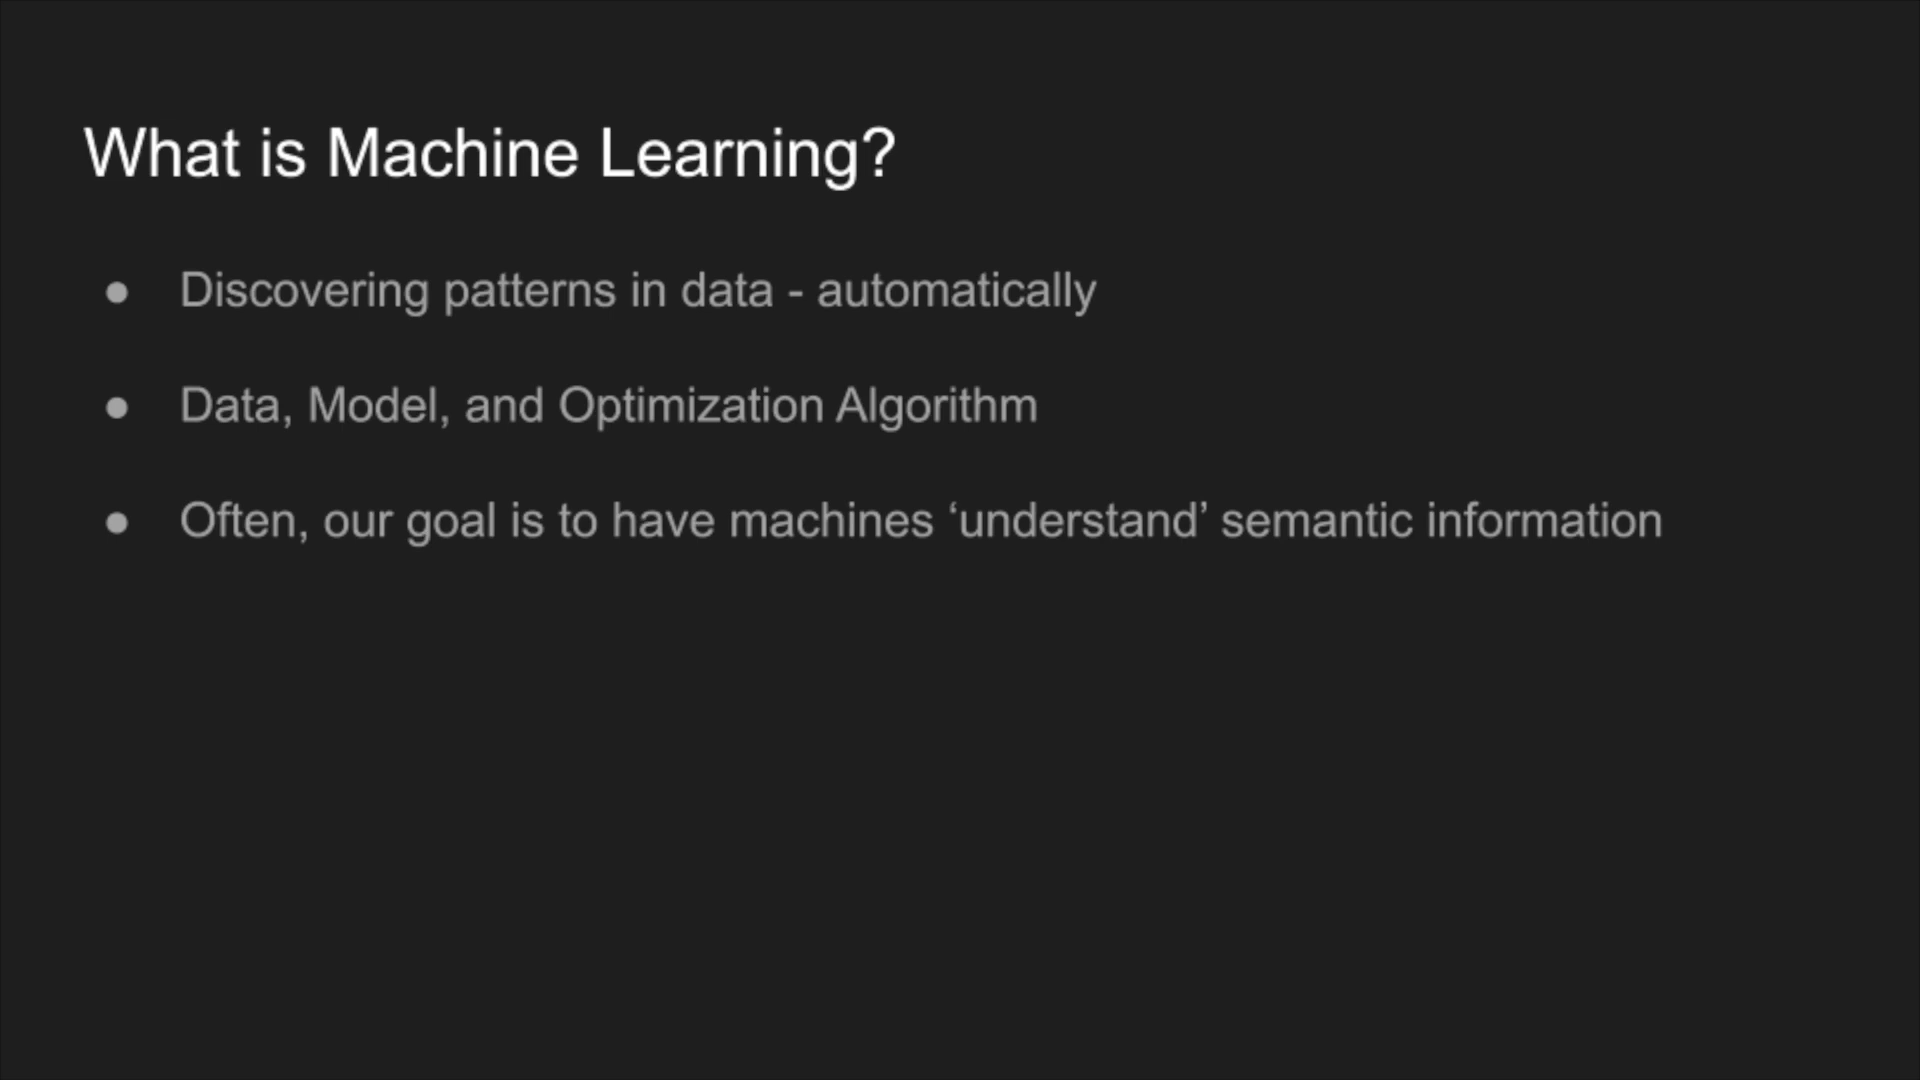 What is Machine Learning?
● Discovering patterns in data - automatically
● Data, Model, and Optimization Algorithm
● Often, our goal is to have machines ‘understand’ semantic information